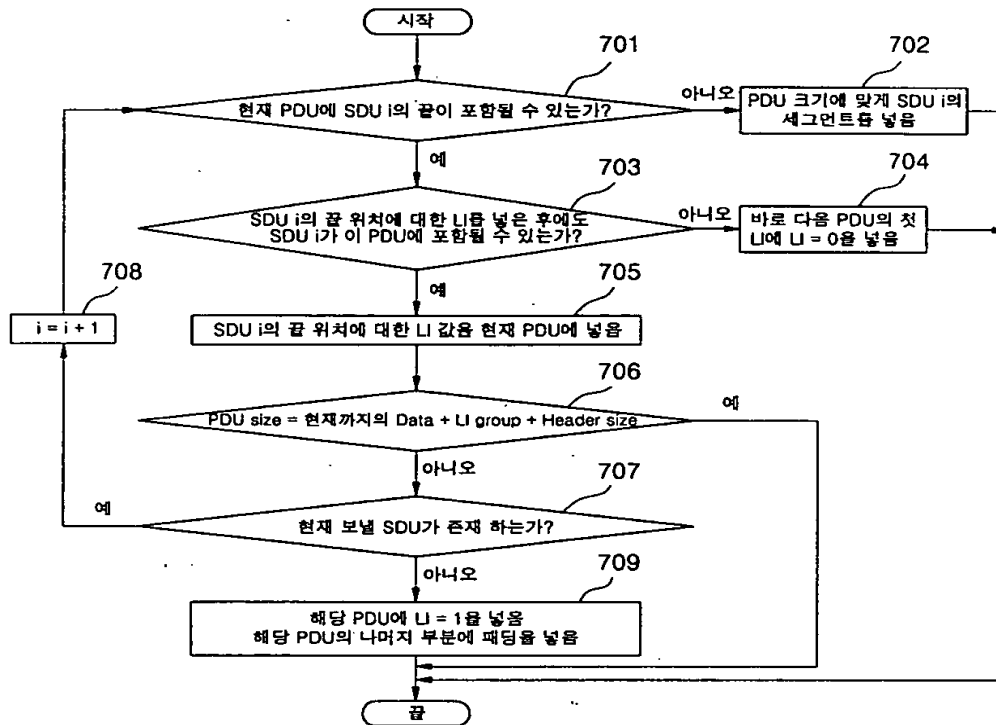 시작
701
현재 PDU에 SDU i의 끝이 포함될 수 있는가?
아니오
702
PDU 크기에 맞게 SDU i의
세그먼트를 넣음
예
703
SDU i의 끝 위치에 대한 LI를 넣은 후에도
SDU i가 이 PDU에 포함될 수 있는가?
아니오
704
바로 다음 PDU의 첫
LI에 LI = 0을 넣음
예
705
SDU i의 끝 위치에 대한 LI 값을 현재 PDU에 넣음
708
i = i + 1
706
PDU size = 현재까지의 Data + LI group + Header size
예
아니오
707
현재 보낼 SDU가 존재 하는가?
예
아니오
709
해당 PDU에 LI = 1을 넣음
해당 PDU의 나머지 부분에 패딩을 넣음
끝